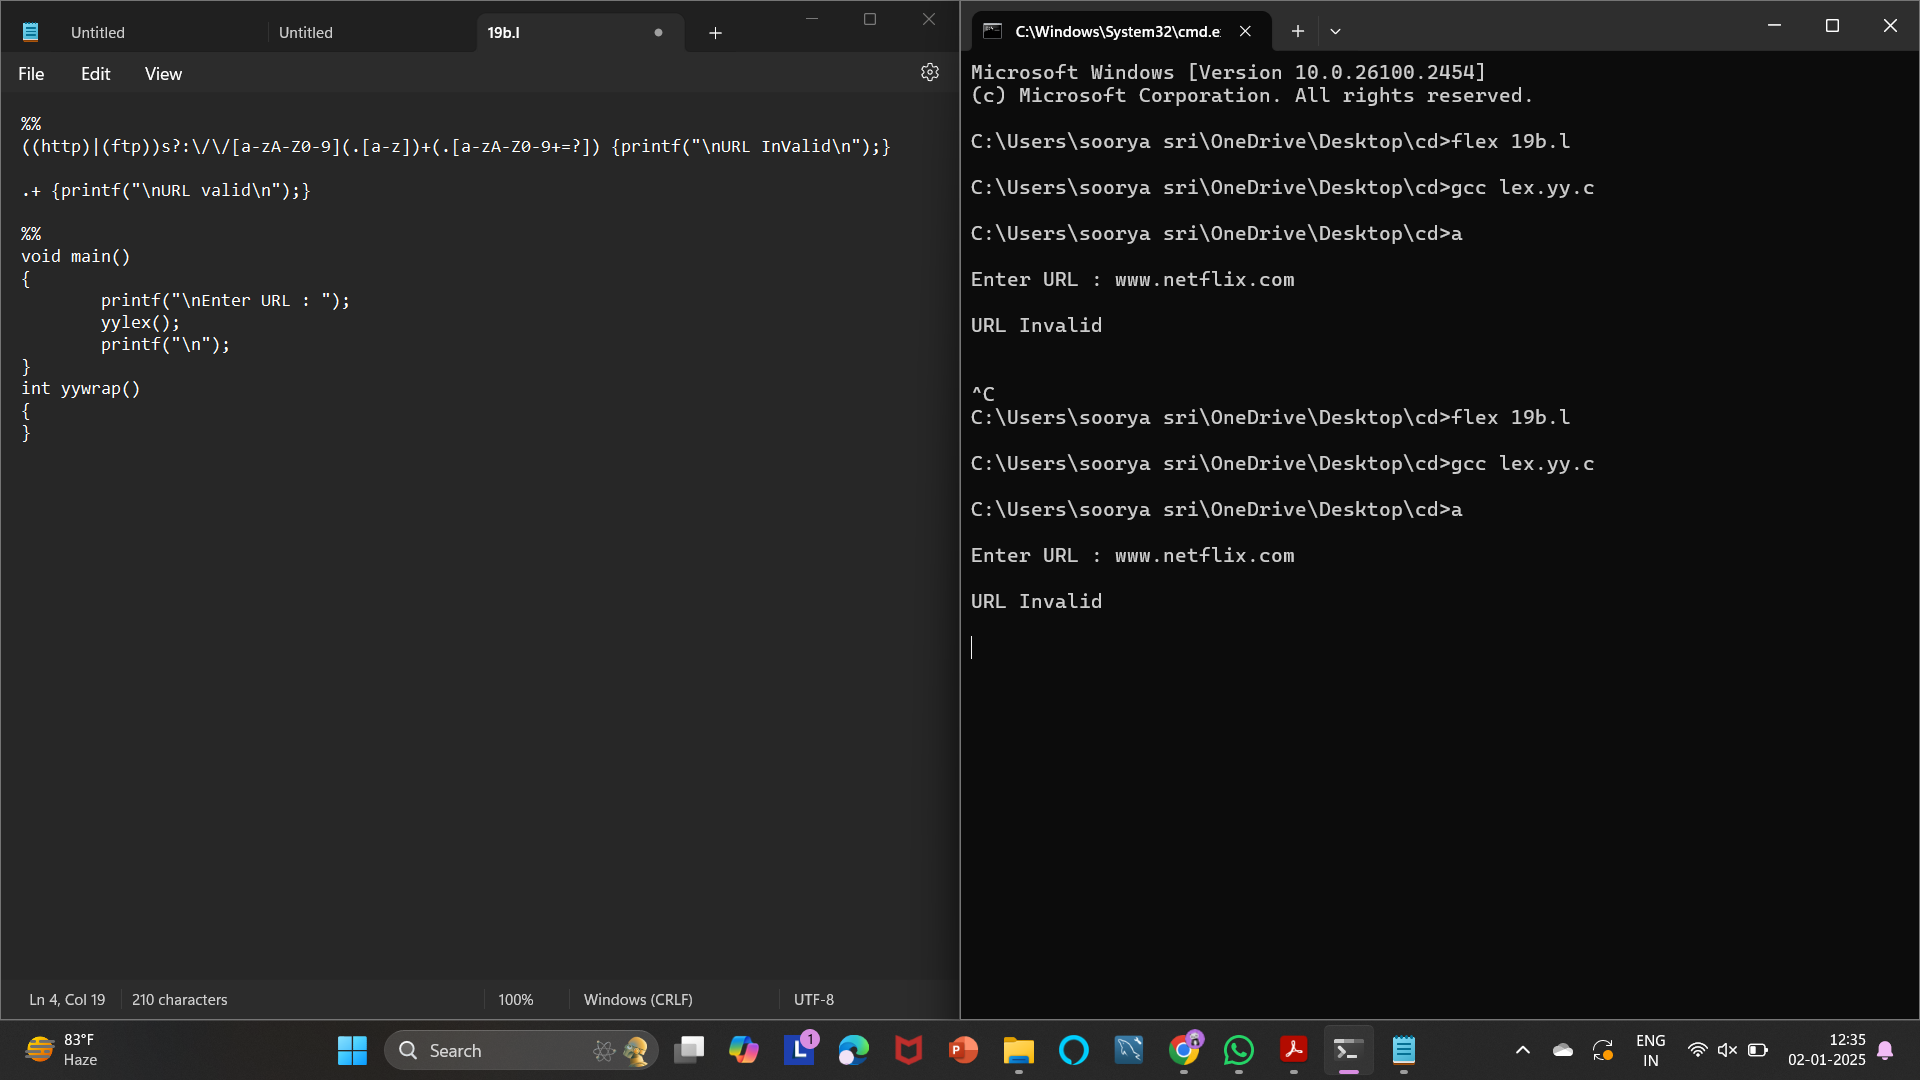 Untitled
Untitled
19b.l
File
Edit
View
%%
((http)|(ftp))s?:\/\/[a-zA-Z0-9](.[a-z])+(.[a-zA-Z0-9+=?]) {printf("\nURL InValid\n");}
.+ {printf("\nURL valid\n");}
%%
void main()
{
printf("\nEnter URL : ");
yylex();
printf("\n");
}
int yywrap()
{
}
Ln 4, Col 19
210 characters
100%
Windows (CRLF)
UTF-8
C:\Windows\System32\cmd.e
Microsoft Windows [Version 10.0.26100.2454]
(c) Microsoft Corporation. All rights reserved.
C:\Users\soorya sri\OneDrive\Desktop\cd>flex 19b.l
C:\Users\soorya sri\OneDrive\Desktop\cd>gcc lex.yy.c
C:\Users\soorya sri\OneDrive\Desktop\cd>a
Enter URL : www.netflix.com
URL Invalid
^C
C:\Users\soorya sri\OneDrive\Desktop\cd>flex 19b.l
C:\Users\soorya sri\OneDrive\Desktop\cd>gcc lex.yy.c
C:\Users\soorya sri\OneDrive\Desktop\cd>a
Enter URL : www.netflix.com
URL Invalid
83°F
Haze
Search
L
1
P
ENG
IN
12:35
02-01-2025